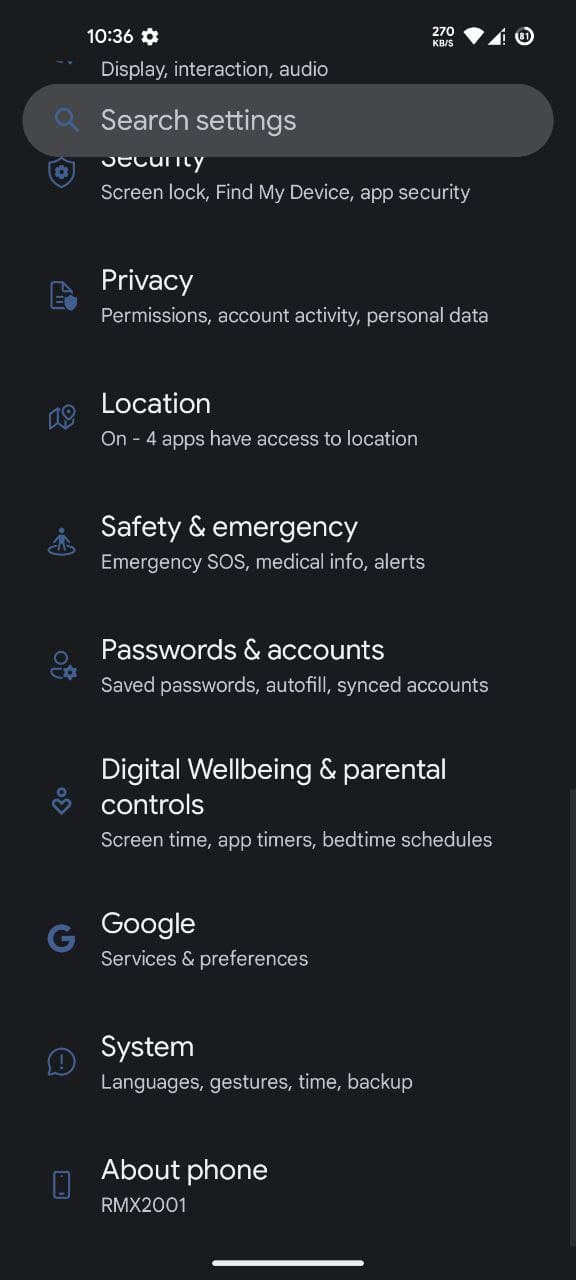 10:36
270
KB/S
81
Display, interaction, audio
Search settings
Security
Screen lock, Find My Device, app security
Privacy
Permissions, account activity, personal data
Location
On - 4 apps have access to location
Safety & emergency
Emergency SOS, medical info, alerts
Passwords & accounts
Saved passwords, autofill, synced accounts
Digital Wellbeing & parental
controls
Screen time, app timers, bedtime schedules
Google
Services & preferences
System
Languages, gestures, time, backup
About phone
RMX2001